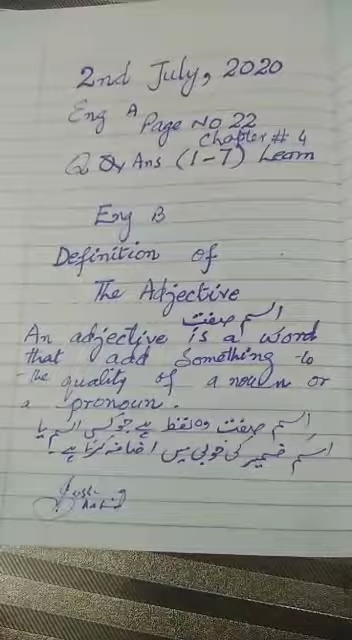 2nd July, 2020
Eng A Page No 22
Chapter # 4
Q & Ans (1-7) Learn
Eng B
Definition of
The Adjective
اسم صفت
An adjective is a word
that add something to
the quality of a noun or
a pronoun.
اسم صفت وہ لفظ ہے جو کسی اسم یا
اسم ضمیر کی خوبی میں اضافہ کرتا ہے۔